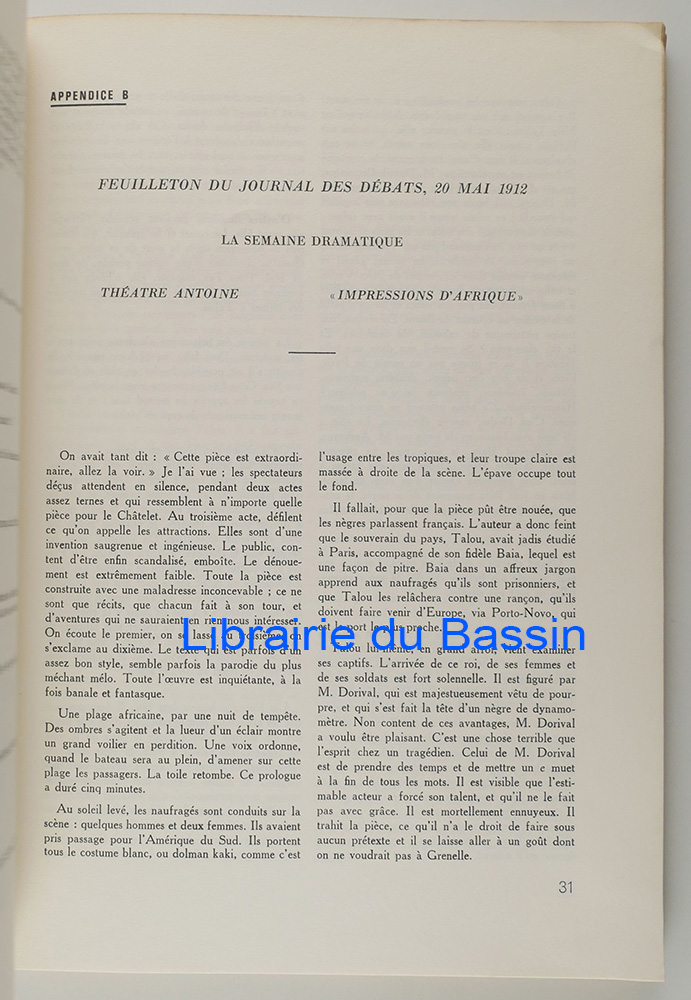 APPENDICE B
FEUILLETON DU JOURNAL DES DÉBATS, 20 MAI 1912
LA SEMAINE DRAMATIQUE
THÉATRE ANTOINE
« IMPRESSIONS D'AFRIQUE »
On avait tant dit : « Cette pièce est extraordi-
naire, allez la voir. » Je l'ai vue ; les spectateurs
déçus attendent en silence, pendant deux actes
assez ternes et qui ressemblent à n'importe quelle
pièce pour le Châtelet. Au troisième acte, défilent
ce qu'on appelle les attractions. Elles sont d'une
invention saugrenue et ingénieuse. Le public, con-
tent d'être enfin scandalisé, emboîte. Le dénoue-
ment est extrêmement faible. Toute la pièce est
construite avec une maladresse inconcevable ; ce ne
sont que récits, que chacun fait à son tour, et
d'aventures qui ne sauraient en rien nous intéresser.
On écoute le premier, on se lasse au troisième, on
s'exclame au dixième. Le texte qui est parfois d'un
assez bon style, semble parfois la parodie du plus
méchant mélo. Toute l'œuvre est inquiétante, à la
fois banale et fantasque.
Une plage africaine, par une nuit de tempête.
Des ombres s'agitent et la lueur d'un éclair montre
un grand voilier en perdition. Une voix ordonne,
quand le bateau sera au plein, d'amener sur cette
plage les passagers. La toile retombe. Ce prologue
a duré cinq minutes.
Au soleil levé, les naufragés sont conduits sur la
scène : quelques hommes et deux femmes. Ils avaient
pris passage pour l'Amérique du Sud. Ils portent
tous le costume blanc, ou dolman kaki, comme c'est
l'usage entre les tropiques, et leur troupe claire est
massée à droite de la scène. L'épave occupe tout
le fond.
Il fallait, pour que la pièce pût être nouée, que
les nègres parlassent français. L'auteur a donc feint
que le souverain du pays, Talou, avait jadis étudié
à Paris, accompagné de son fidèle Baia, lequel est
une façon de pitre. Baia dans un affreux jargon
apprend aux naufragés qu'ils sont prisonniers, et
que Talou les relâchera contre une rançon, qu'ils
doivent faire venir d'Europe, via Porto-Novo, qui
est le port le plus proche.
Talou lui-même, en grand arroi, vient examiner
ses captifs. L'arrivée de ce roi, de ses femmes et
de ses soldats est fort solennelle. Il est figuré par
M. Dorival, qui est majestueusement vêtu de pour-
pre, et qui s'est fait la tête d'un nègre de dynamo-
mètre. Non content de ces avantages, M. Dorival
a voulu être plaisant. C'est une chose terrible que
l'esprit chez un tragédien. Celui de M. Dorival
est de prendre des temps et de mettre un e muet
à la fin de tous les mots. Il est visible que l'esti-
mable acteur a forcé son talent, et qu'il ne le fait
pas avec grâce. Il est mortellement ennuyeux. Il
trahit la pièce, ce qu'il n'a le droit de faire sous
aucun prétexte et il se laisse aller à un goût dont
on ne voudrait pas à Grenelle.
Librairie du Bassin
31